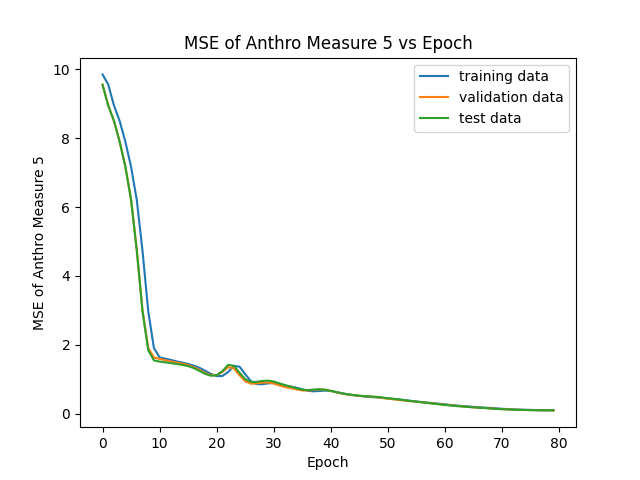 MSE of Anthro Measure 5 vs Epoch
training data
validation data
test data
MSE of Anthro Measure 5
10
8
6
4
2
0
0 10 20 30 40 50 60 70 80
Epoch